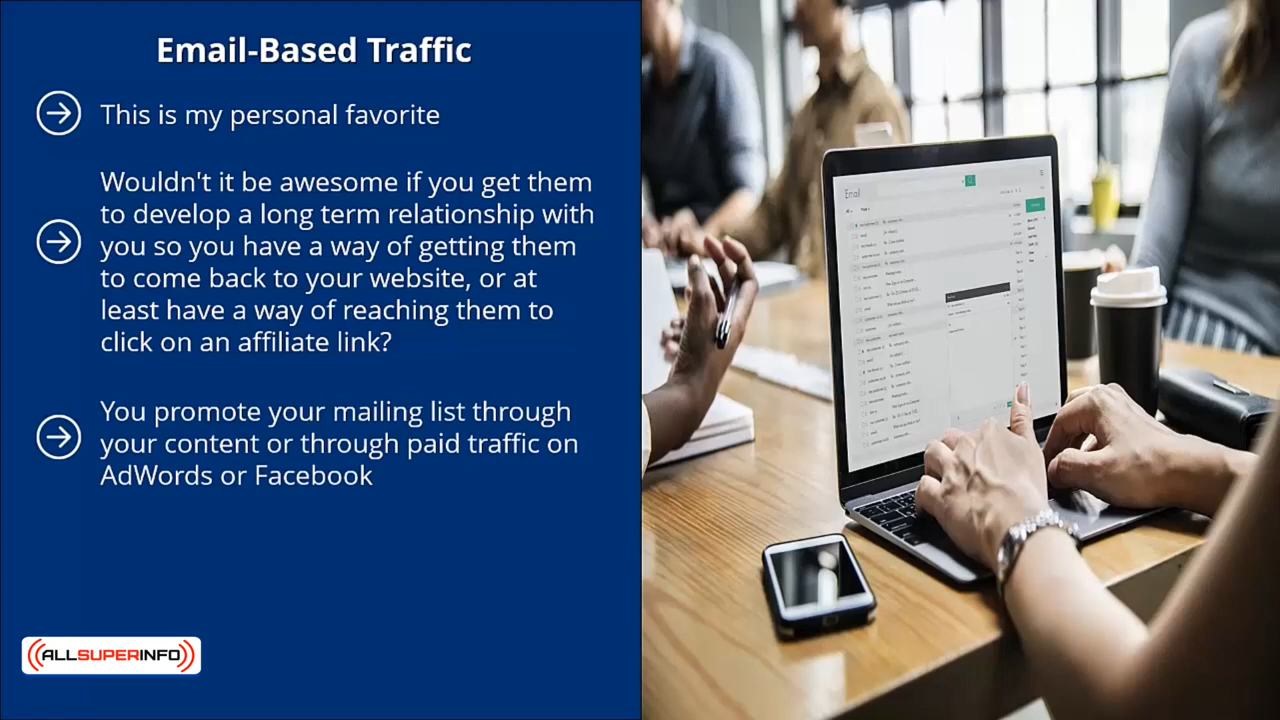 Email-Based Traffic
This is my personal favorite
Wouldn't it be awesome if you get them
to develop a long term relationship with
you so you have a way of getting them
to come back to your website, or at
least have a way of reaching them to
click on an affiliate link?
You promote your mailing list through
your content or through paid traffic on
AdWords or Facebook
ALLSUPERINFO
Email